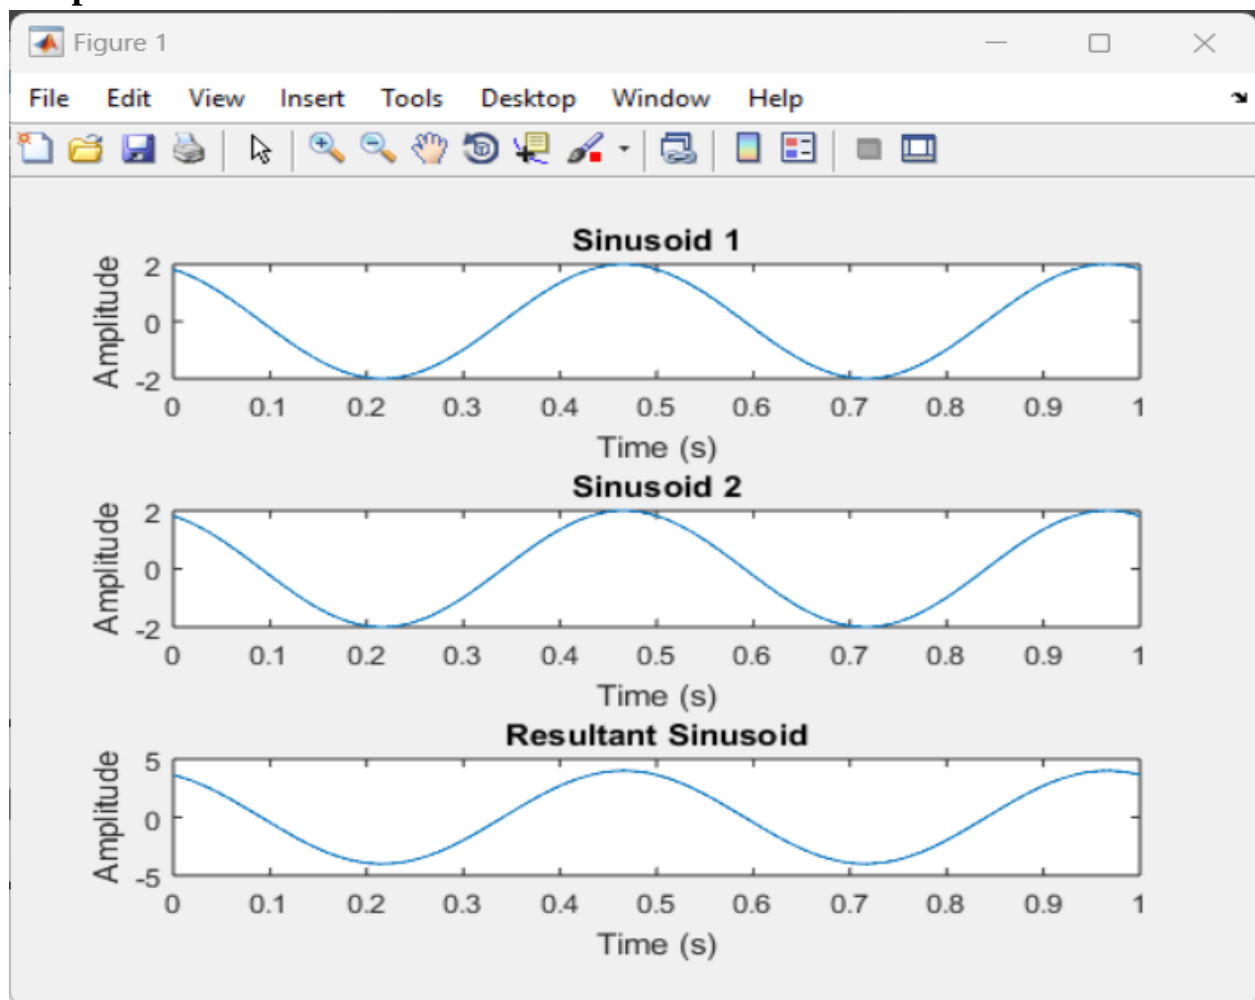 Figure 1
File Edit View Insert Tools Desktop Window Help
Sinusoid 1
Amplitude
2
0
-2
0 0.1 0.2 0.3 0.4 0.5 0.6 0.7 0.8 0.9 1
Time (s)
Sinusoid 2
Amplitude
2
0
-2
0 0.1 0.2 0.3 0.4 0.5 0.6 0.7 0.8 0.9 1
Time (s)
Resultant Sinusoid
Amplitude
5
0
-5
0 0.1 0.2 0.3 0.4 0.5 0.6 0.7 0.8 0.9 1
Time (s)